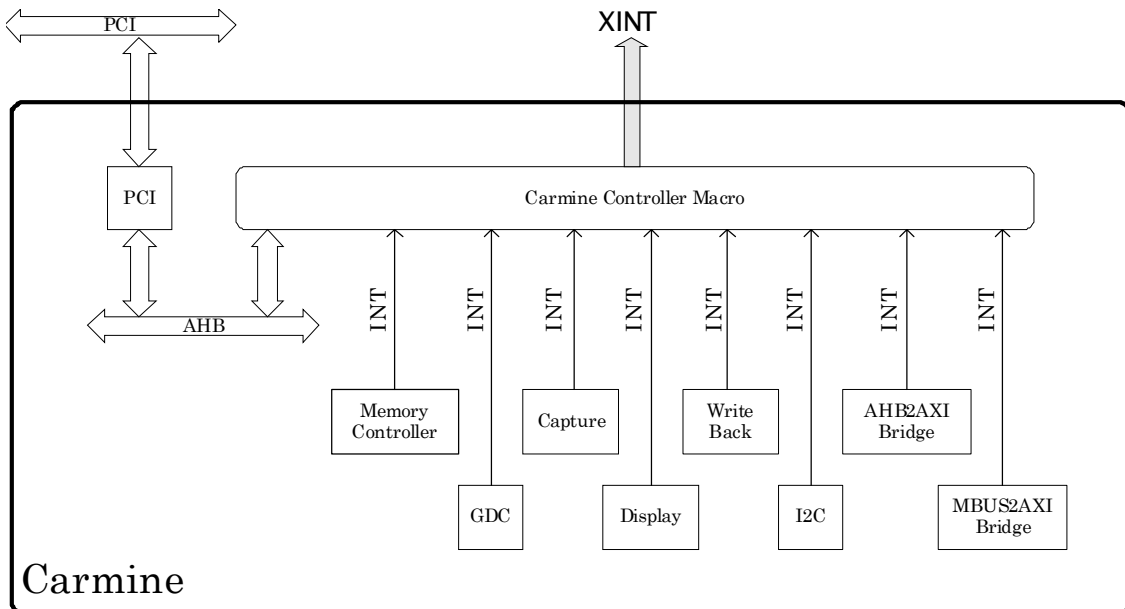 PCI
XINT
PCI
Carmine Controller Macro
AHB
INT
INT
INT
INT
INT
INT
INT
INT
Memory
Controller
Capture
Write
Back
AHB2AXI
Bridge
GDC
Display
I2C
MBUS2AXI
Bridge
Carmine